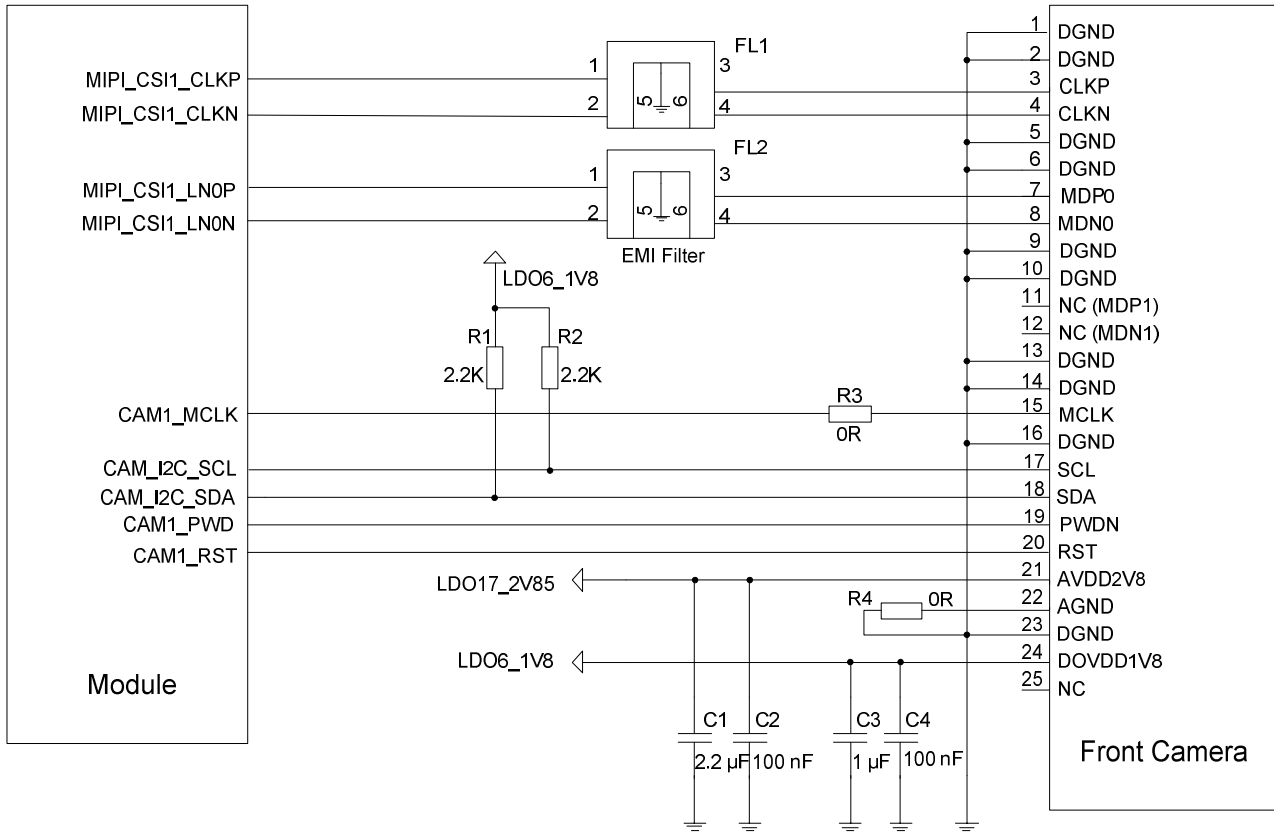 MIPI_CSI1_CLKP
MIPI_CSI1_CLKN
MIPI_CSI1_LN0P
MIPI_CSI1_LN0N
CAM1_MCLK
CAM_I2C_SCL
CAM_I2C_SDA
CAM1_PWD
CAM1_RST
Module
FL1
1
2
3
4
5
6
FL2
1
2
3
4
5
6
EMI Filter
LDO6_1V8
R1
2.2K
R2
2.2K
R3
0R
LDO17_2V85
R4
0R
LDO6_1V8
C1
2.2 µF
C2
100 nF
C3
1 µF
C4
100 nF
1 DGND
2 DGND
3 CLKP
4 CLKN
5 DGND
6 DGND
7 MDP0
8 MDN0
9 DGND
10 DGND
11 NC (MDP1)
12 NC (MDN1)
13 DGND
14 DGND
15 MCLK
16 DGND
17 SCL
18 SDA
19 PWDN
20 RST
21 AVDD2V8
22 AGND
23 DGND
24 DOVDD1V8
25 NC
Front Camera